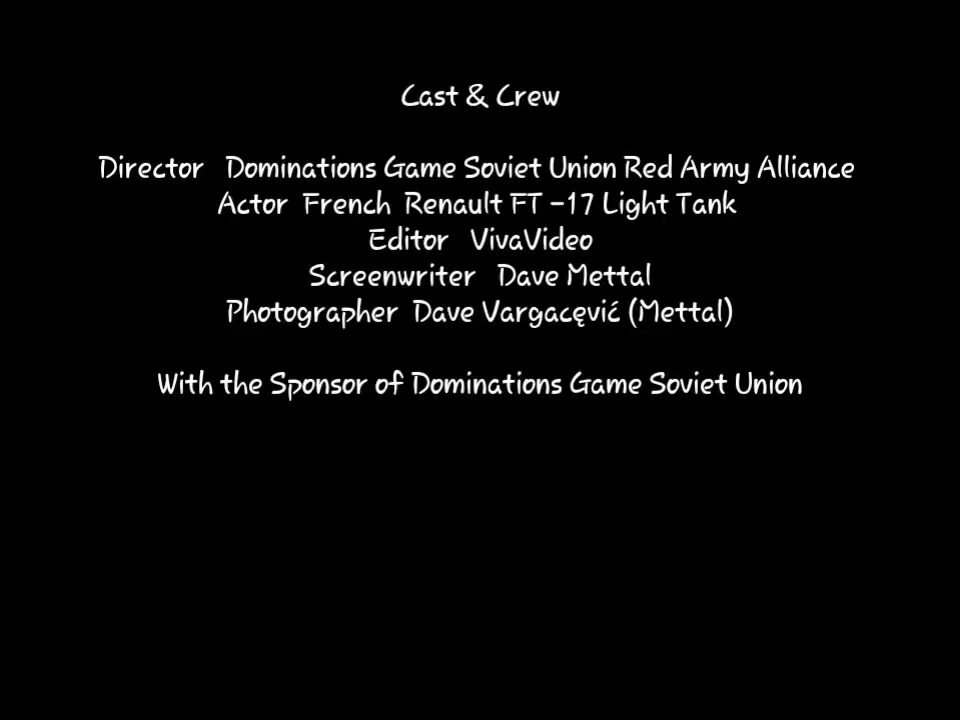 Cast & Crew
Director Dominations Game Soviet Union Red Army Alliance
Actor French Renault FT -17 Light Tank
Editor VivaVideo
Screenwriter Dave Mettal
Photographer Dave Vargacęvić (Mettal)
With the Sponsor of Dominations Game Soviet Union